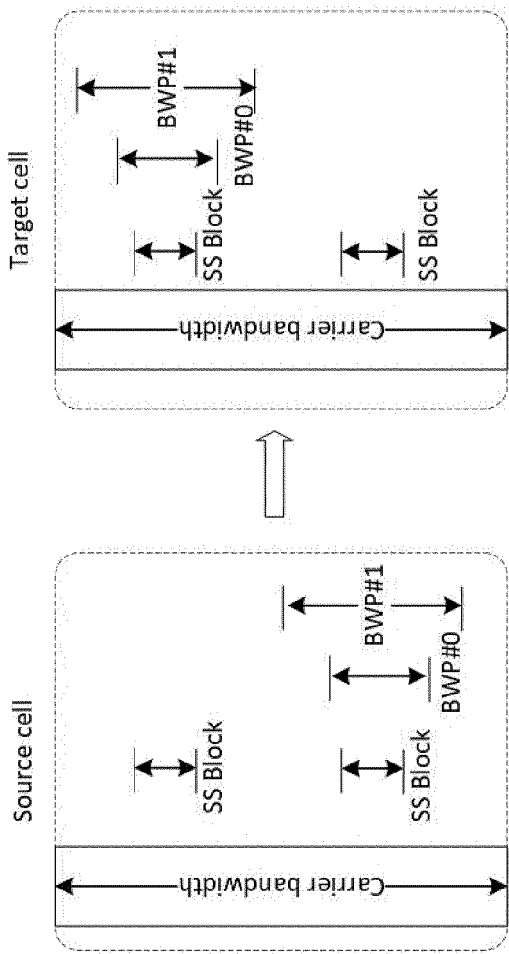 Target cell
Carrier bandwidth
SS Block
SS Block
BWP#0
BWP#1
Source cell
Carrier bandwidth
SS Block
SS Block
BWP#0
BWP#1